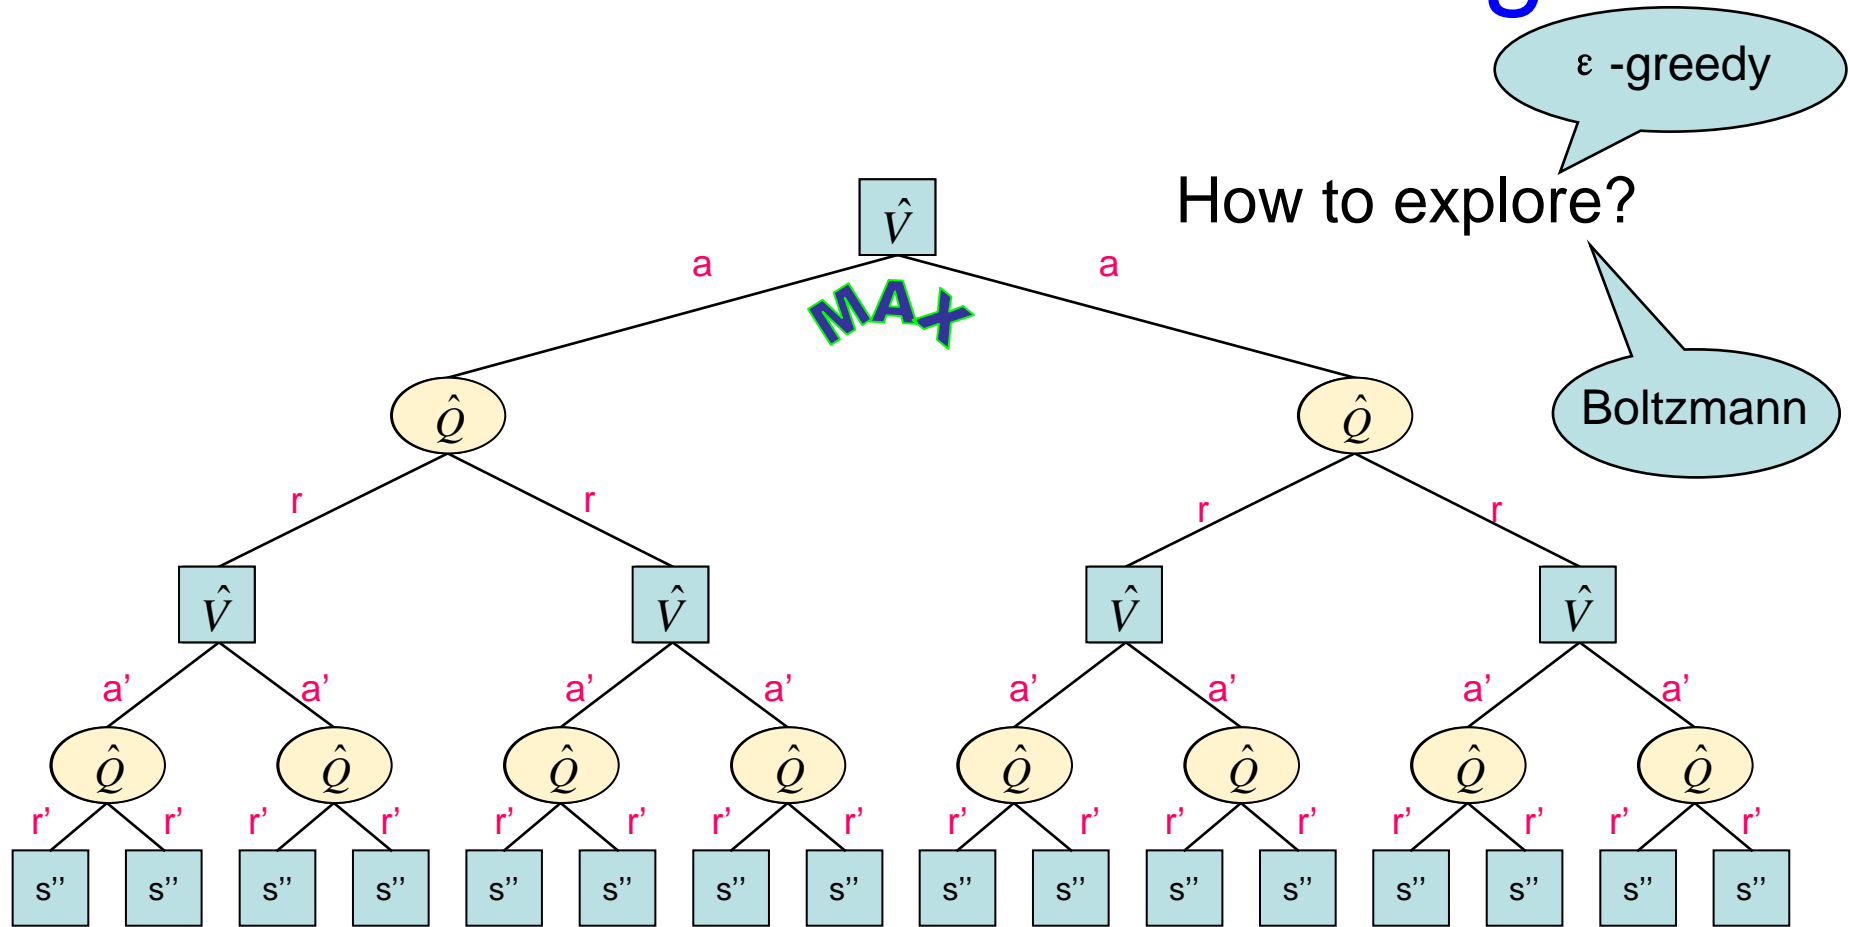 g
ε -greedy
How to explore?
V̂
a a
MAX
Boltzmann
Q̂ Q̂
r r r r
V̂ V̂ V̂ V̂
a’ a’ a’ a’ a’ a’ a’ a’
Q̂ Q̂ Q̂ Q̂ Q̂ Q̂ Q̂ Q̂
r’ r’ r’ r’ r’ r’ r’ r’ r’ r’ r’ r’ r’ r’ r’ r’
s’’ s’’ s’’ s’’ s’’ s’’ s’’ s’’ s’’ s’’ s’’ s’’ s’’ s’’ s’’ s’’